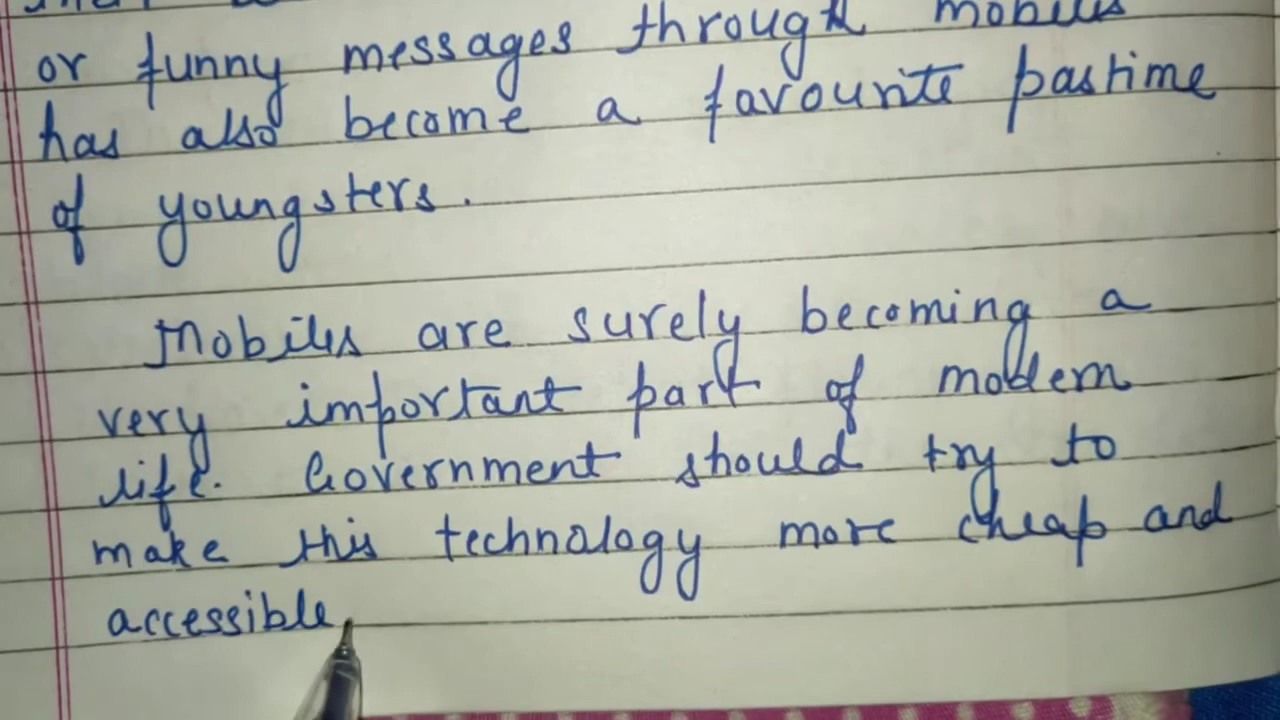 or funny messages through mobiles
has also become a favourite pastime
of youngsters.
Mobiles are surely becoming a
very important part of modern
life. Government should try to
make this technology more cheap and
accessible.